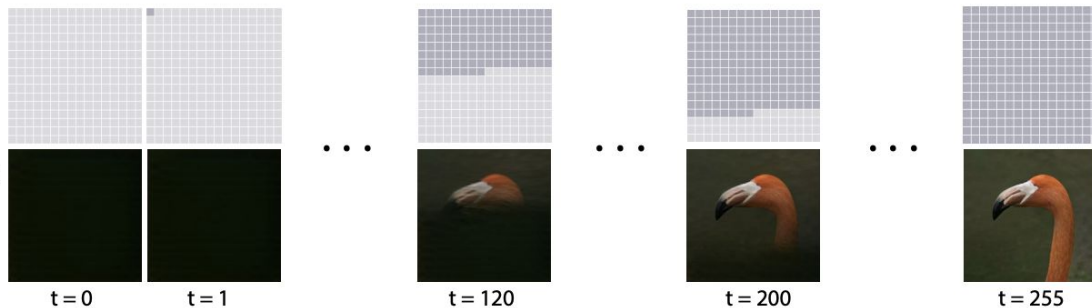 t = 0
t = 1
t = 120
t = 200
t = 255